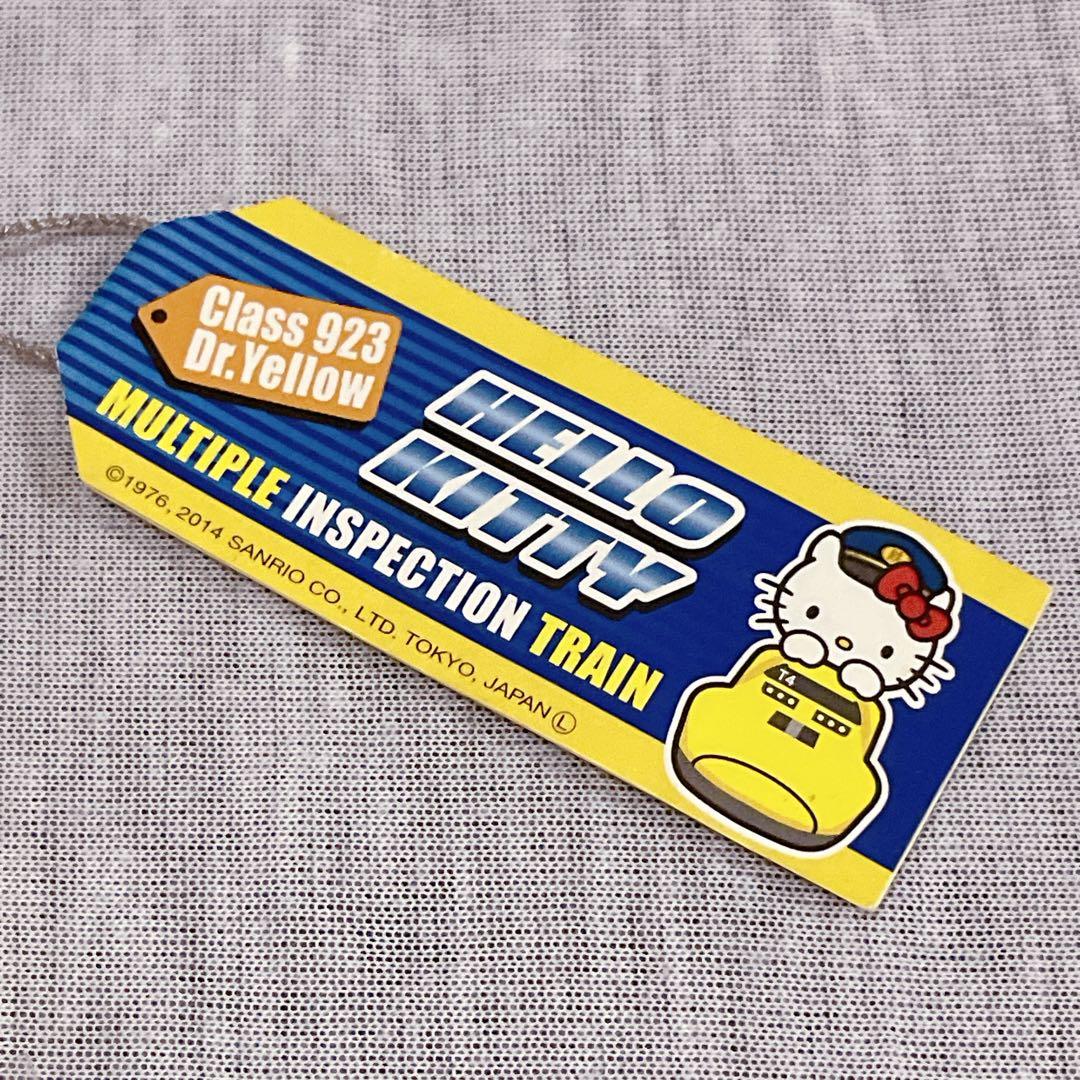 Class 923
Dr.Yellow
HELLO
KITTY
MULTIPLE INSPECTION TRAIN
©1976, 2014 SANRIO CO., LTD. TOKYO, JAPAN Ⓛ
T4